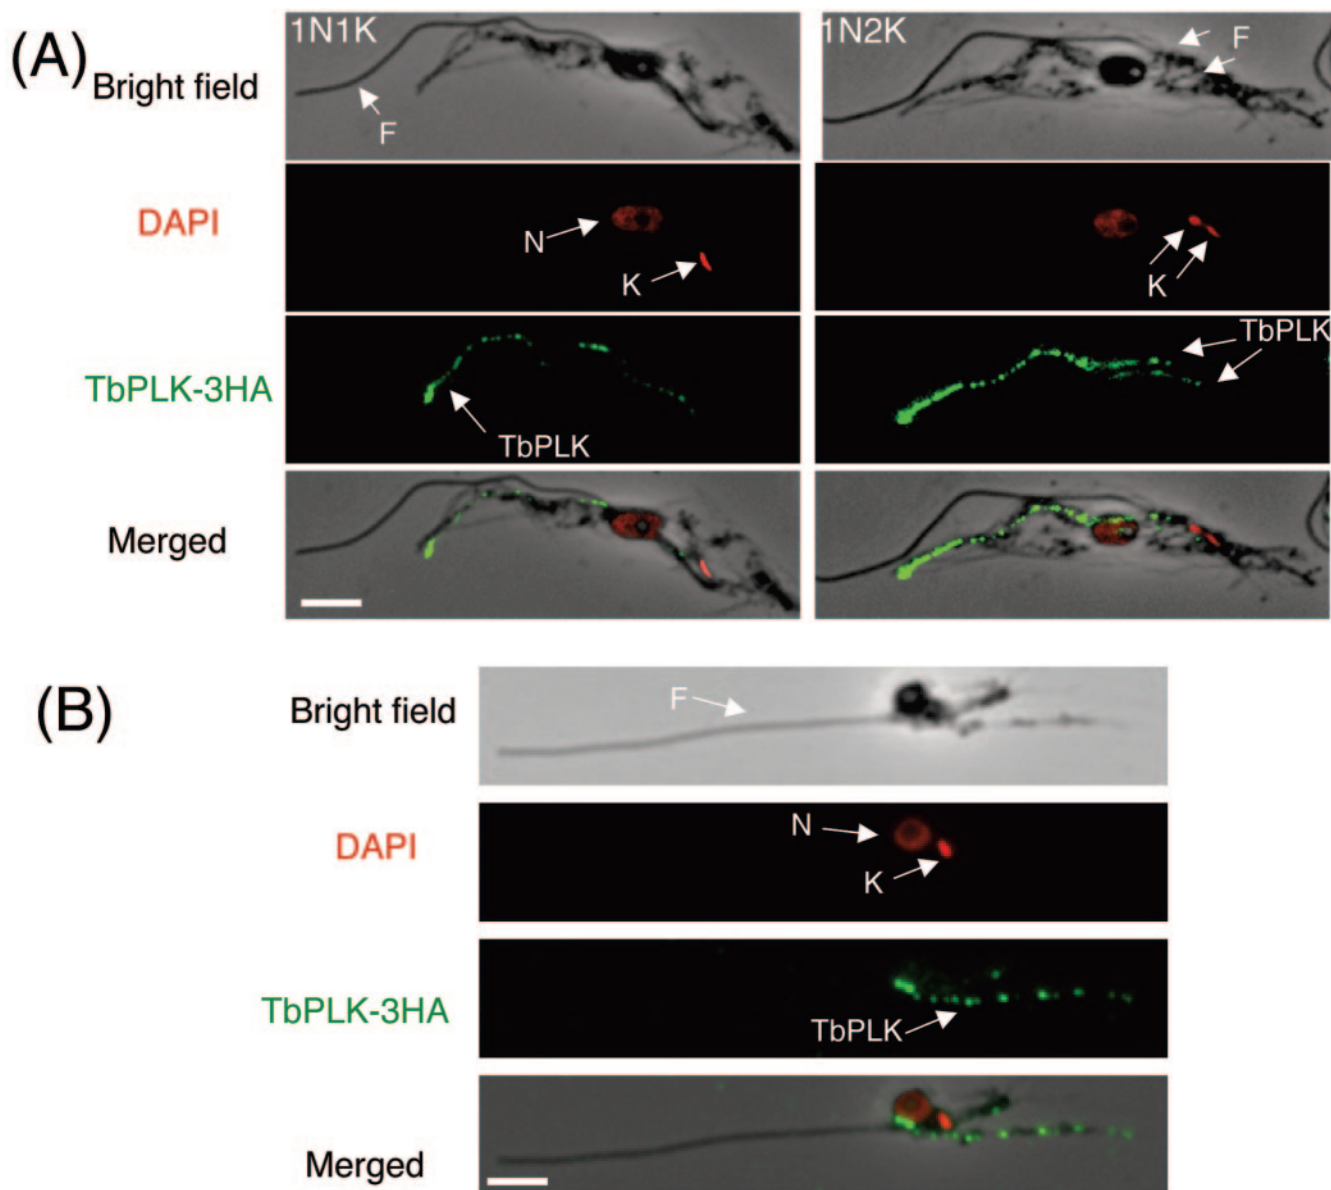 (A)
1N1K
1N2K
Bright field
F
F
DAPI
N
K
K
TbPLK-3HA
TbPLK
TbPLK
Merged
(B)
Bright field
F
DAPI
N
K
TbPLK-3HA
TbPLK
Merged